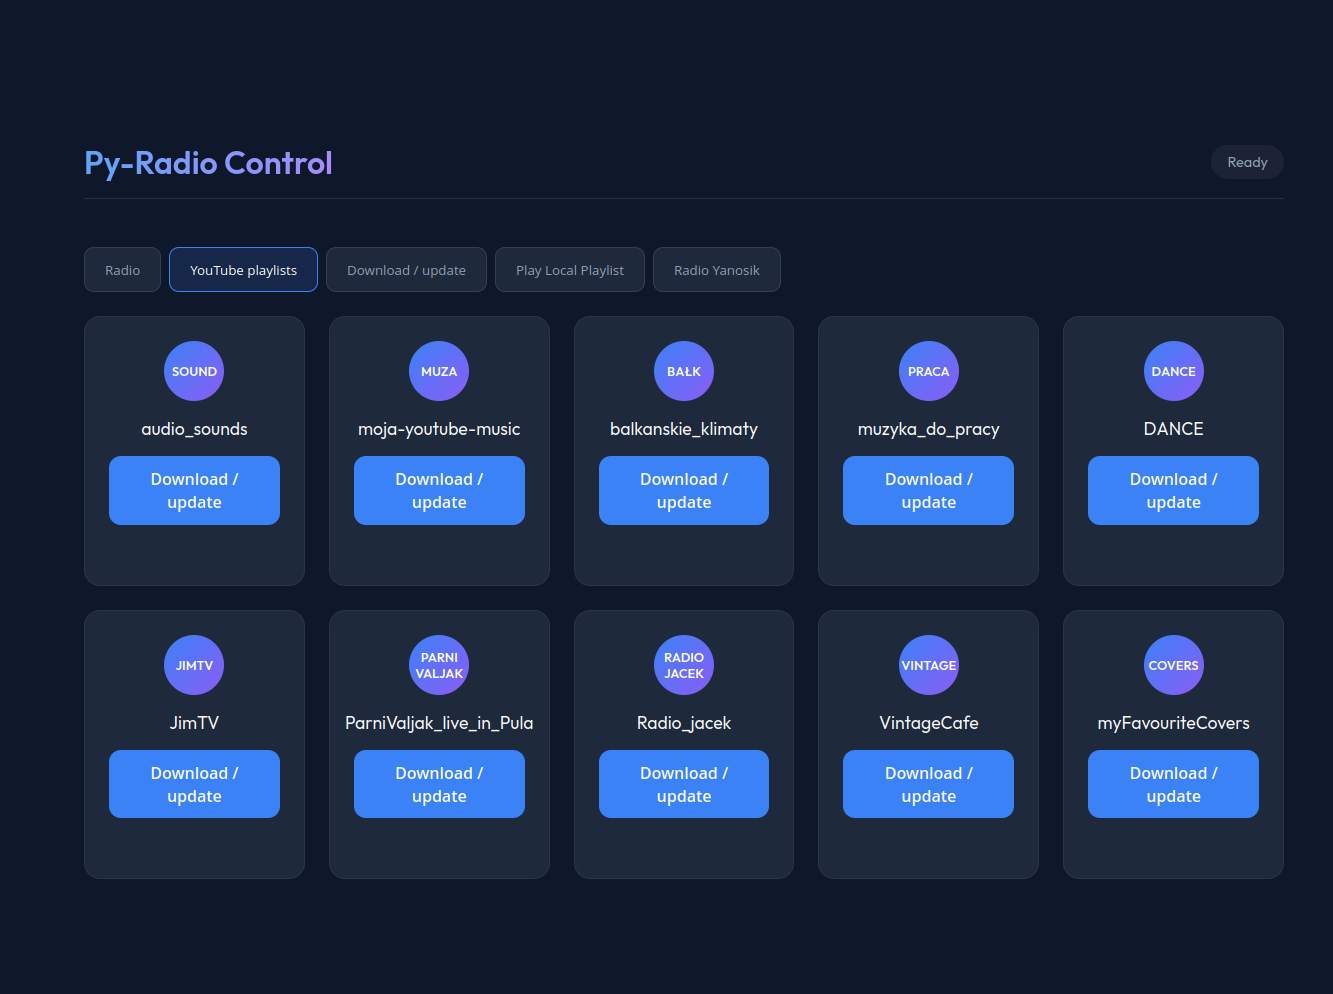 Py-Radio Control
Ready
Radio
YouTube playlists
Download / update
Play Local Playlist
Radio Yanosik
SOUND
audio_sounds
Download /
update
MUZA
moja-youtube-music
Download /
update
BAŁK
balkanskie_klimaty
Download /
update
PRACA
muzyka_do_pracy
Download /
update
DANCE
DANCE
Download /
update
JIMTV
JimTV
Download /
update
PARNI
VALJAK
ParniValjak_live_in_Pula
Download /
update
RADIO
JACEK
Radio_jacek
Download /
update
VINTAGE
VintageCafe
Download /
update
COVERS
myFavouriteCovers
Download /
update